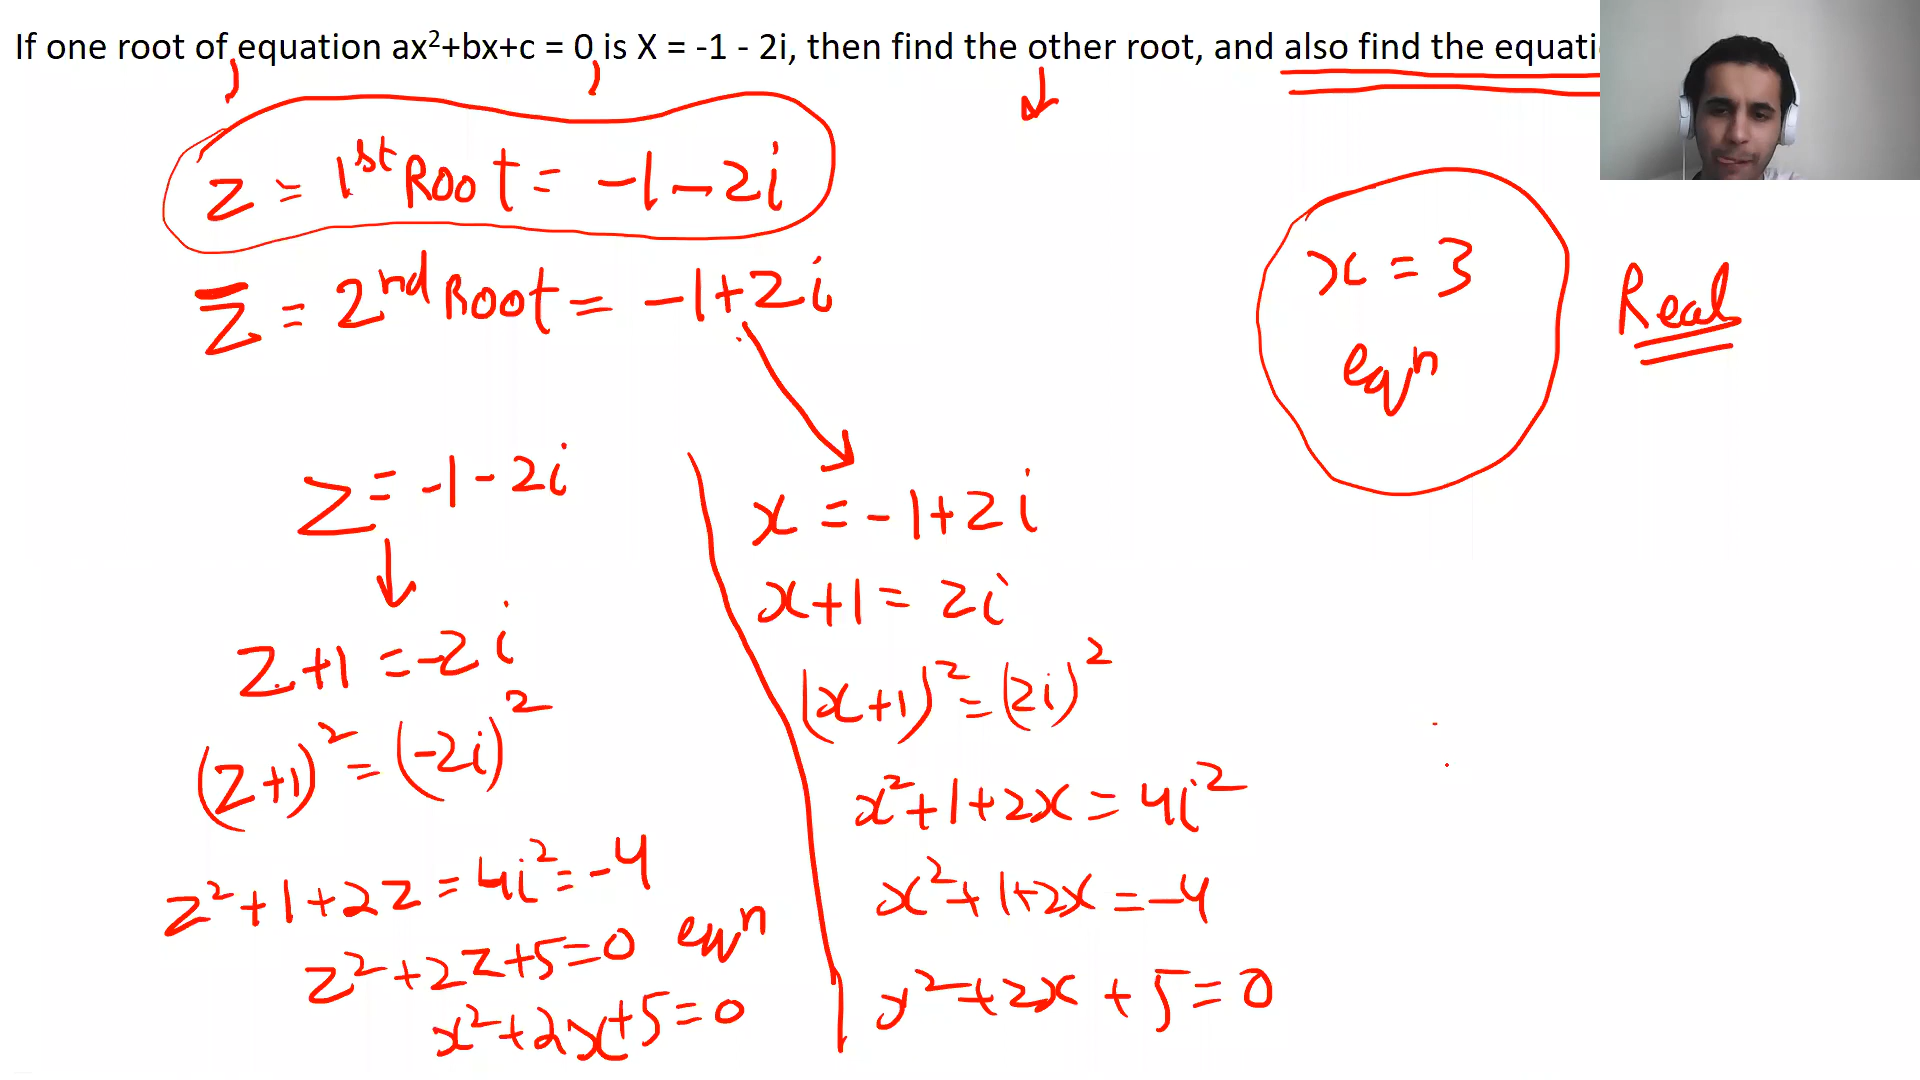 If one root of equation ax²+bx+c = 0 is X = -1 - 2i, then find the other root, and also find the equati
z = 1st Root = -1-2i
z̅ = 2nd Root = -1+2i
x = 3
eqn
Real
z = -1-2i
z+1 = -2i
(z+1)² = (-2i)²
z²+1+2z = 4i² = -4
z²+2z+5=0 eqn
x²+2x+5=0
x = -1+2i
x+1 = 2i
(x+1)² = (2i)²
x²+1+2x = 4i²
x²+1+2x = -4
x²+2x+5=0